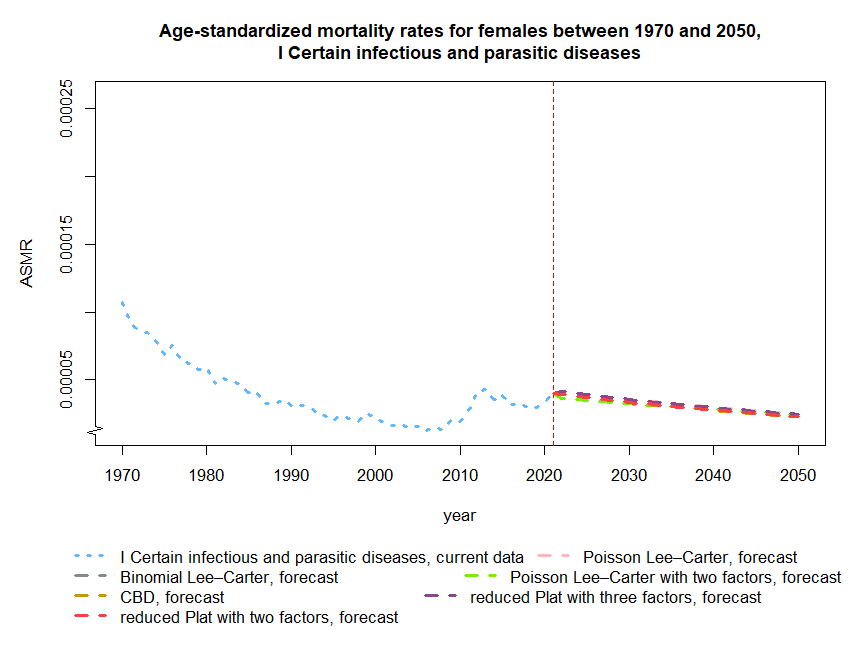 Age-standardized mortality rates for females between 1970 and 2050,
I Certain infectious and parasitic diseases
0.00025
0.00015
0.00005
ASMR
1970 1980 1990 2000 2010 2020 2030 2040 2050
year
I Certain infectious and parasitic diseases, current data Poisson Lee–Carter, forecast
Binomial Lee–Carter, forecast Poisson Lee–Carter with two factors, forecast
CBD, forecast reduced Plat with three factors, forecast
reduced Plat with two factors, forecast